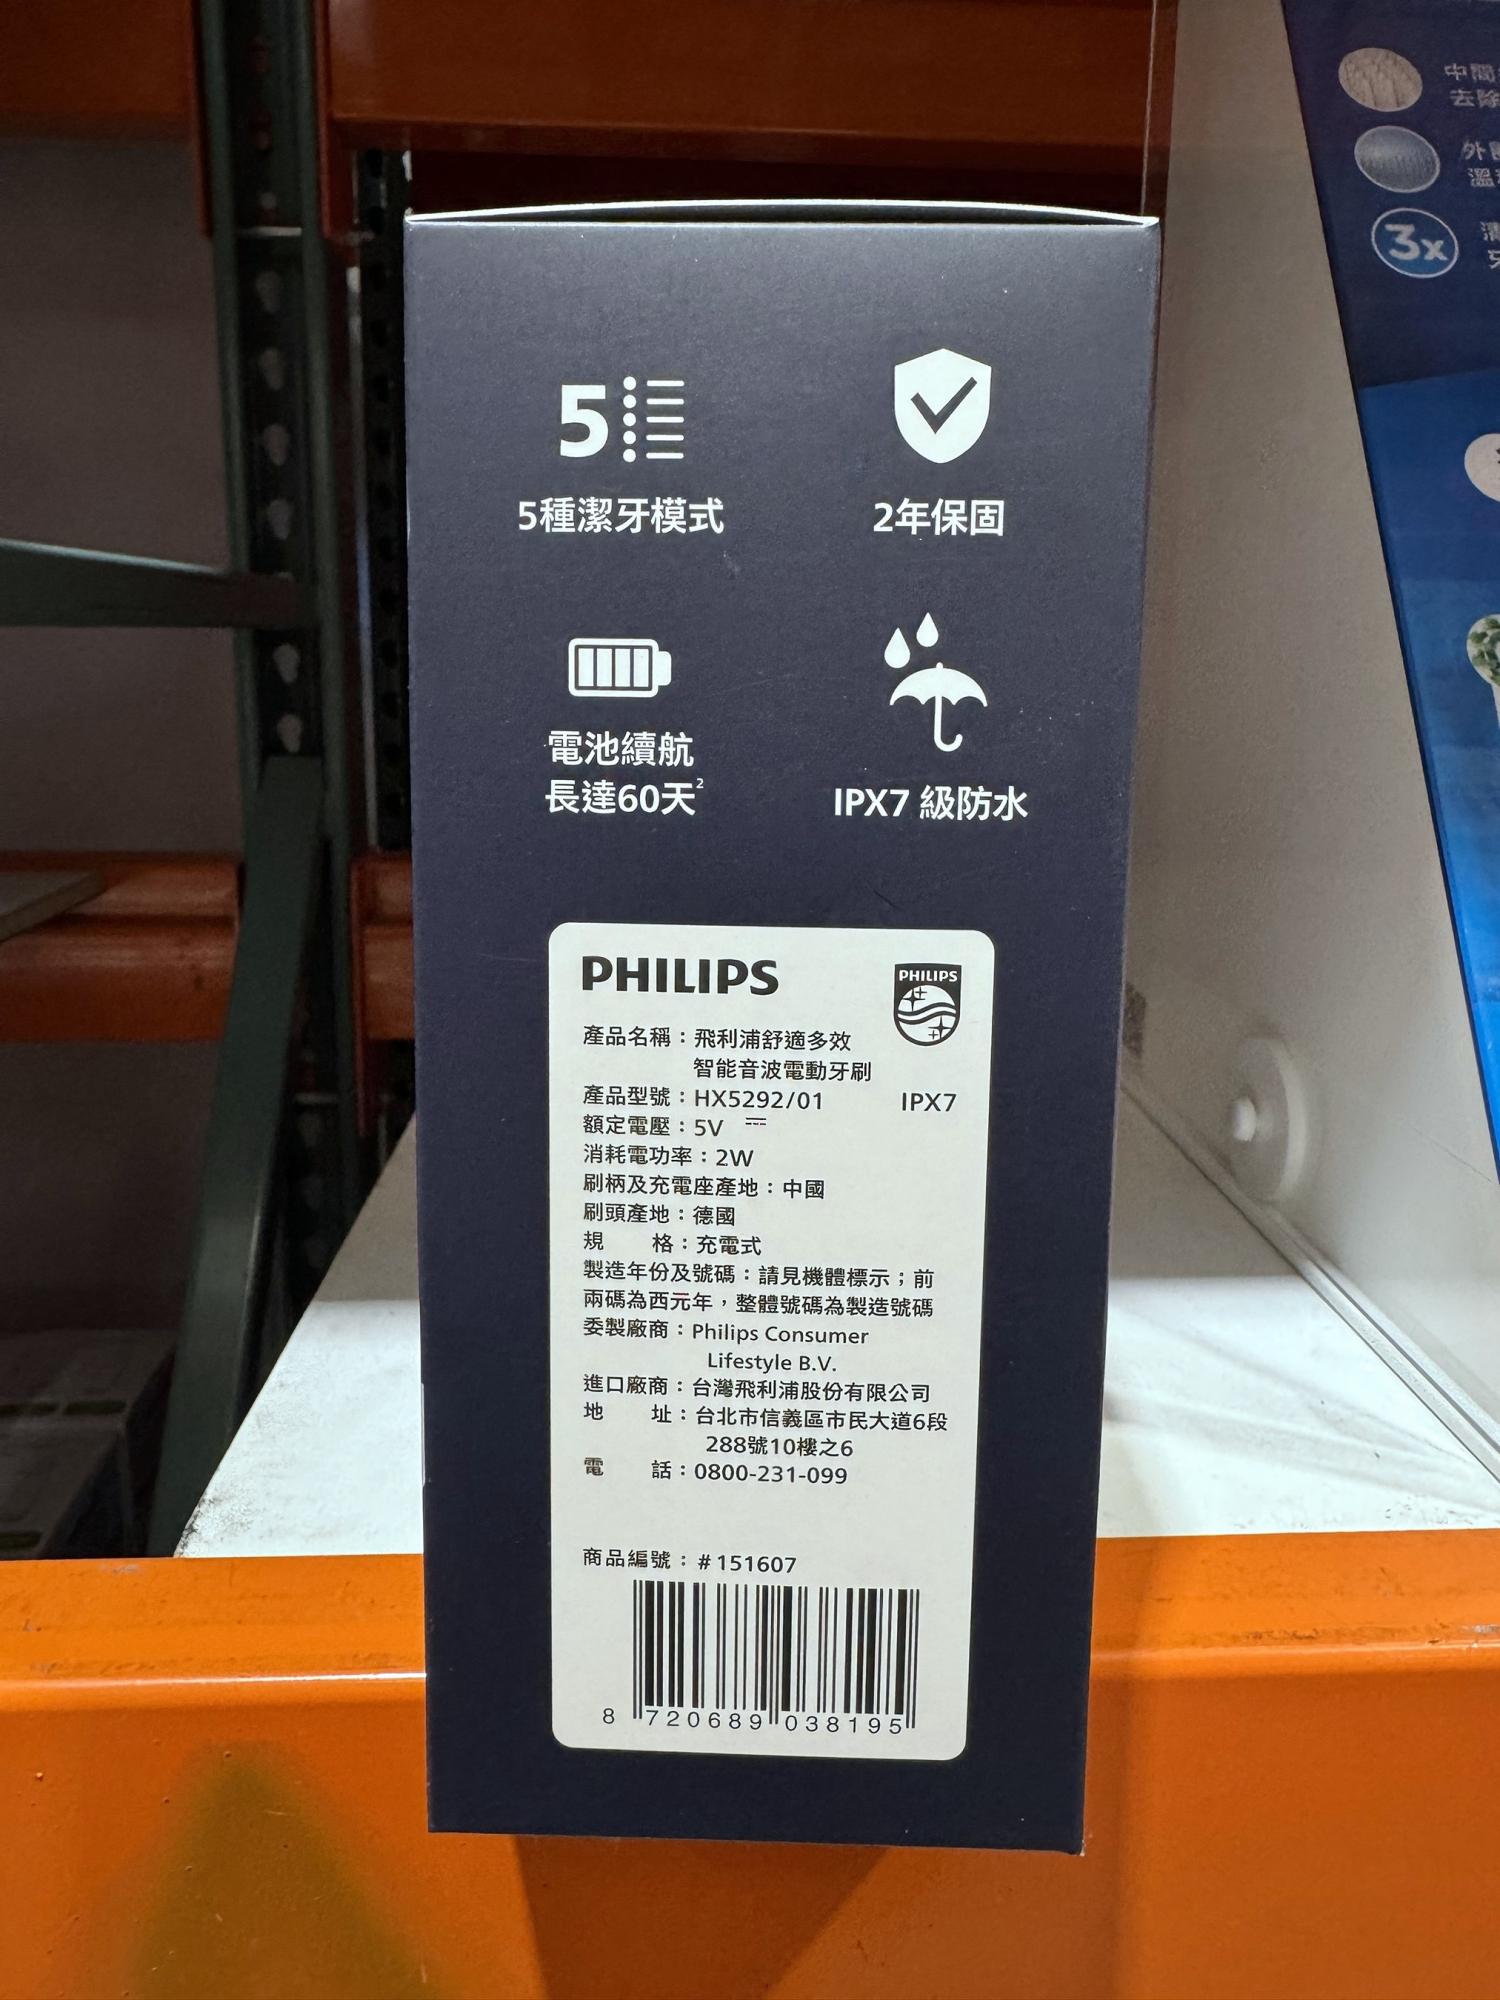 5
5種潔牙模式
2年保固
電池續航
長達60天²
IPX7 級防水
PHILIPS
PHILIPS
產品名稱：飛利浦舒適多效
智能音波電動牙刷
產品型號：HX5292/01
IPX7
額定電壓：5V ⎓
消耗電功率：2W
刷柄及充電座產地：中國
刷頭產地：德國
規 格：充電式
製造年份及號碼：請見機體標示；前
兩碼為西元年，整體號碼為製造號碼
委製廠商：Philips Consumer
Lifestyle B.V.
進口廠商：台灣飛利浦股份有限公司
地 址：台北市信義區市民大道6段
288號10樓之6
電 話：0800-231-099
商品編號：#151607
8 720689 038195
中間
去除
外
溫
3x